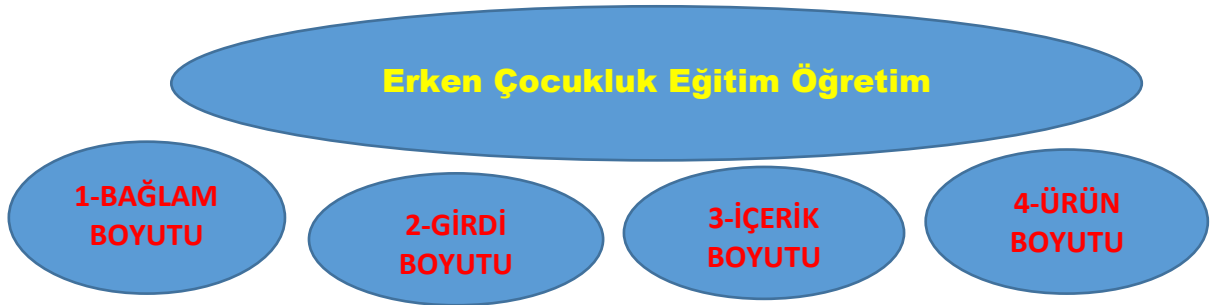 Erken Çocukluk Eğitim Öğretim
1-BAĞLAM
BOYUTU
2-GİRDİ
BOYUTU
3-İÇERİK
BOYUTU
4-ÜRÜN
BOYUTU